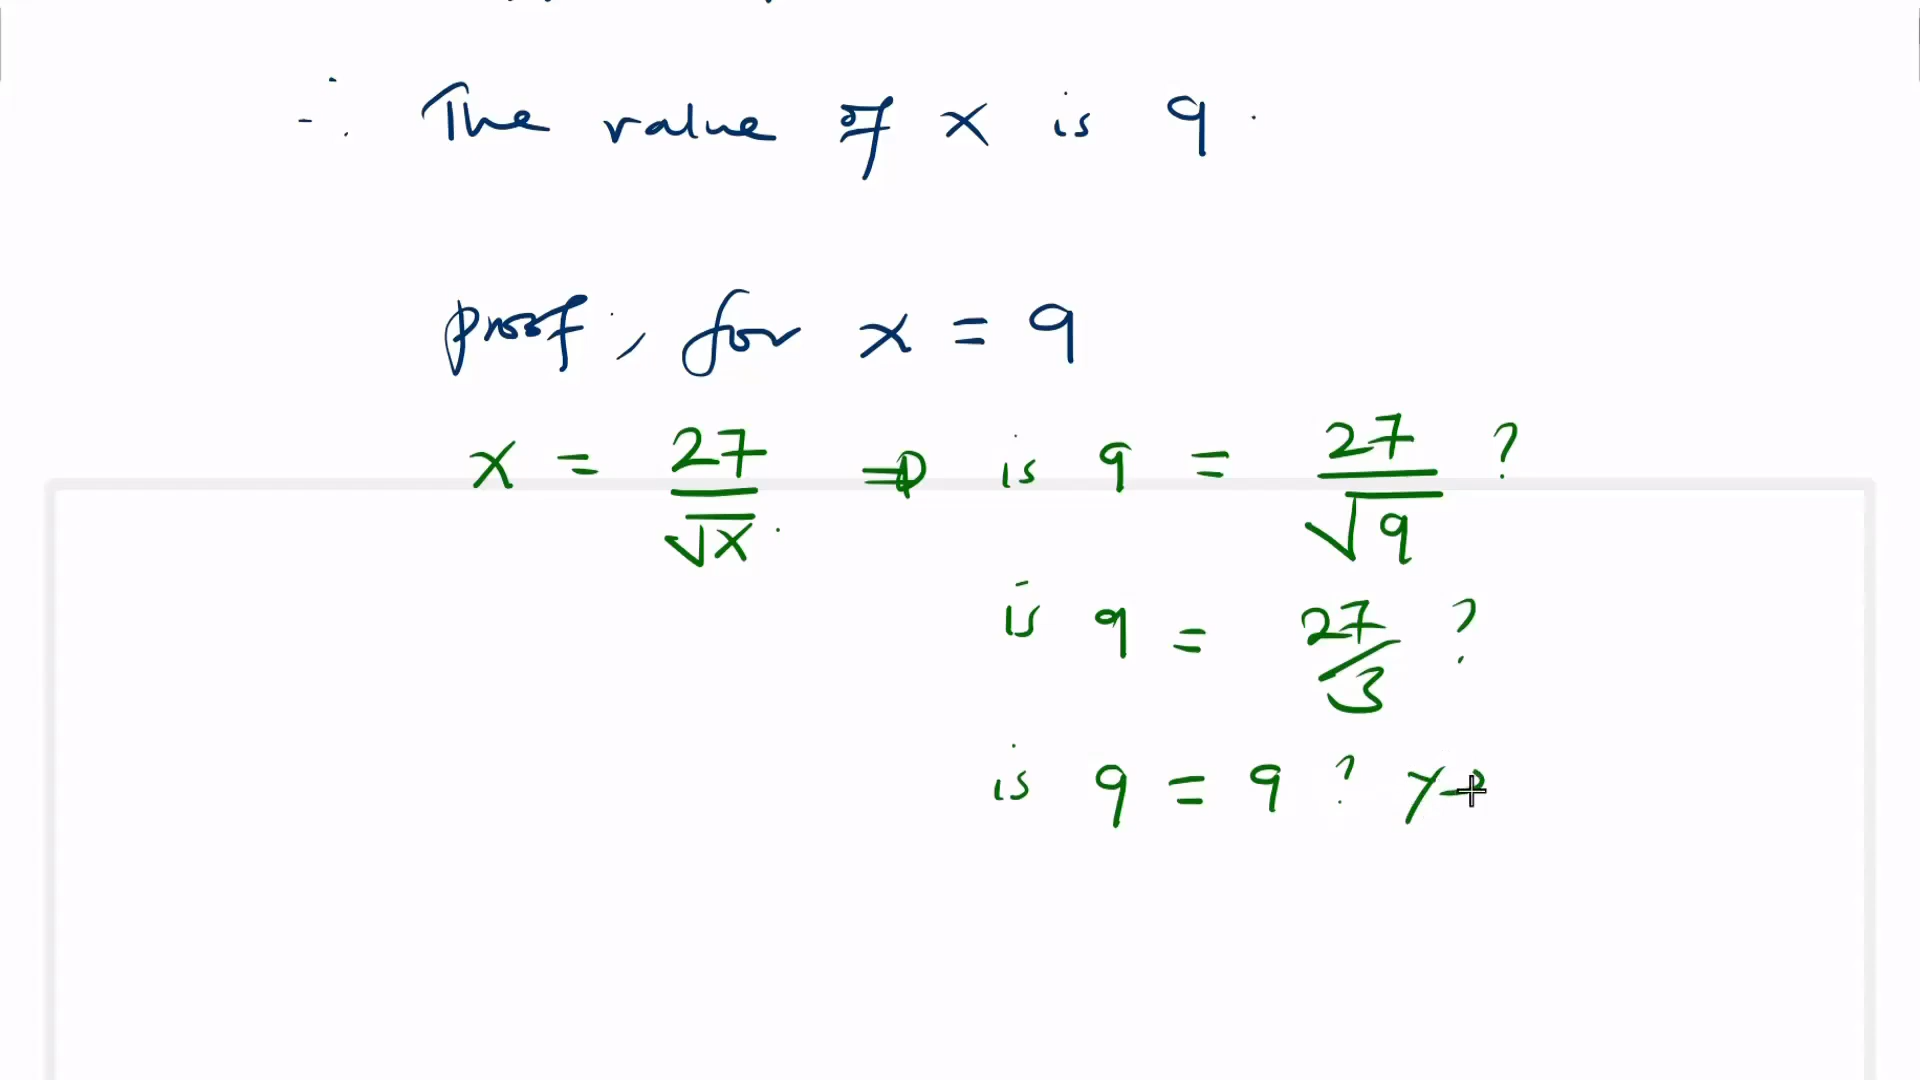 ∴ The value of x is 9.
proof, for x = 9
x = 27/√x ⇒ is 9 = 27/√9 ?
is 9 = 27/3 ?
is 9 = 9 ? Ye